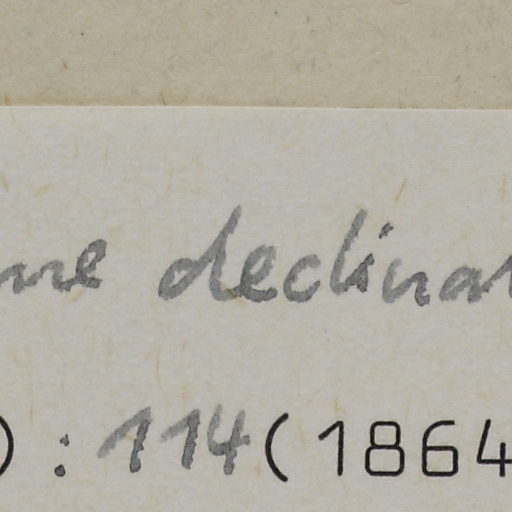 me declinat
) : 114(1864